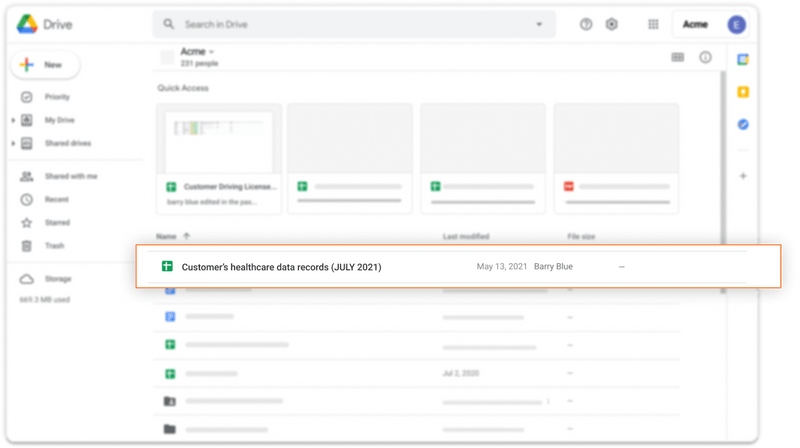 Drive
Search in Drive
Acme
E
New
Acme
231 people
Priority
My Drive
Shared drives
Shared with me
Recent
Starred
Trash
Storage
669.3 MB used
Quick Access
Customer Driving License...
barry blue edited in the pas...
Name
Last modified
File size
Customer's healthcare data records (JULY 2021)
May 13, 2021 Barry Blue
–
–
–
–
Jul 2, 2020
–
–
–